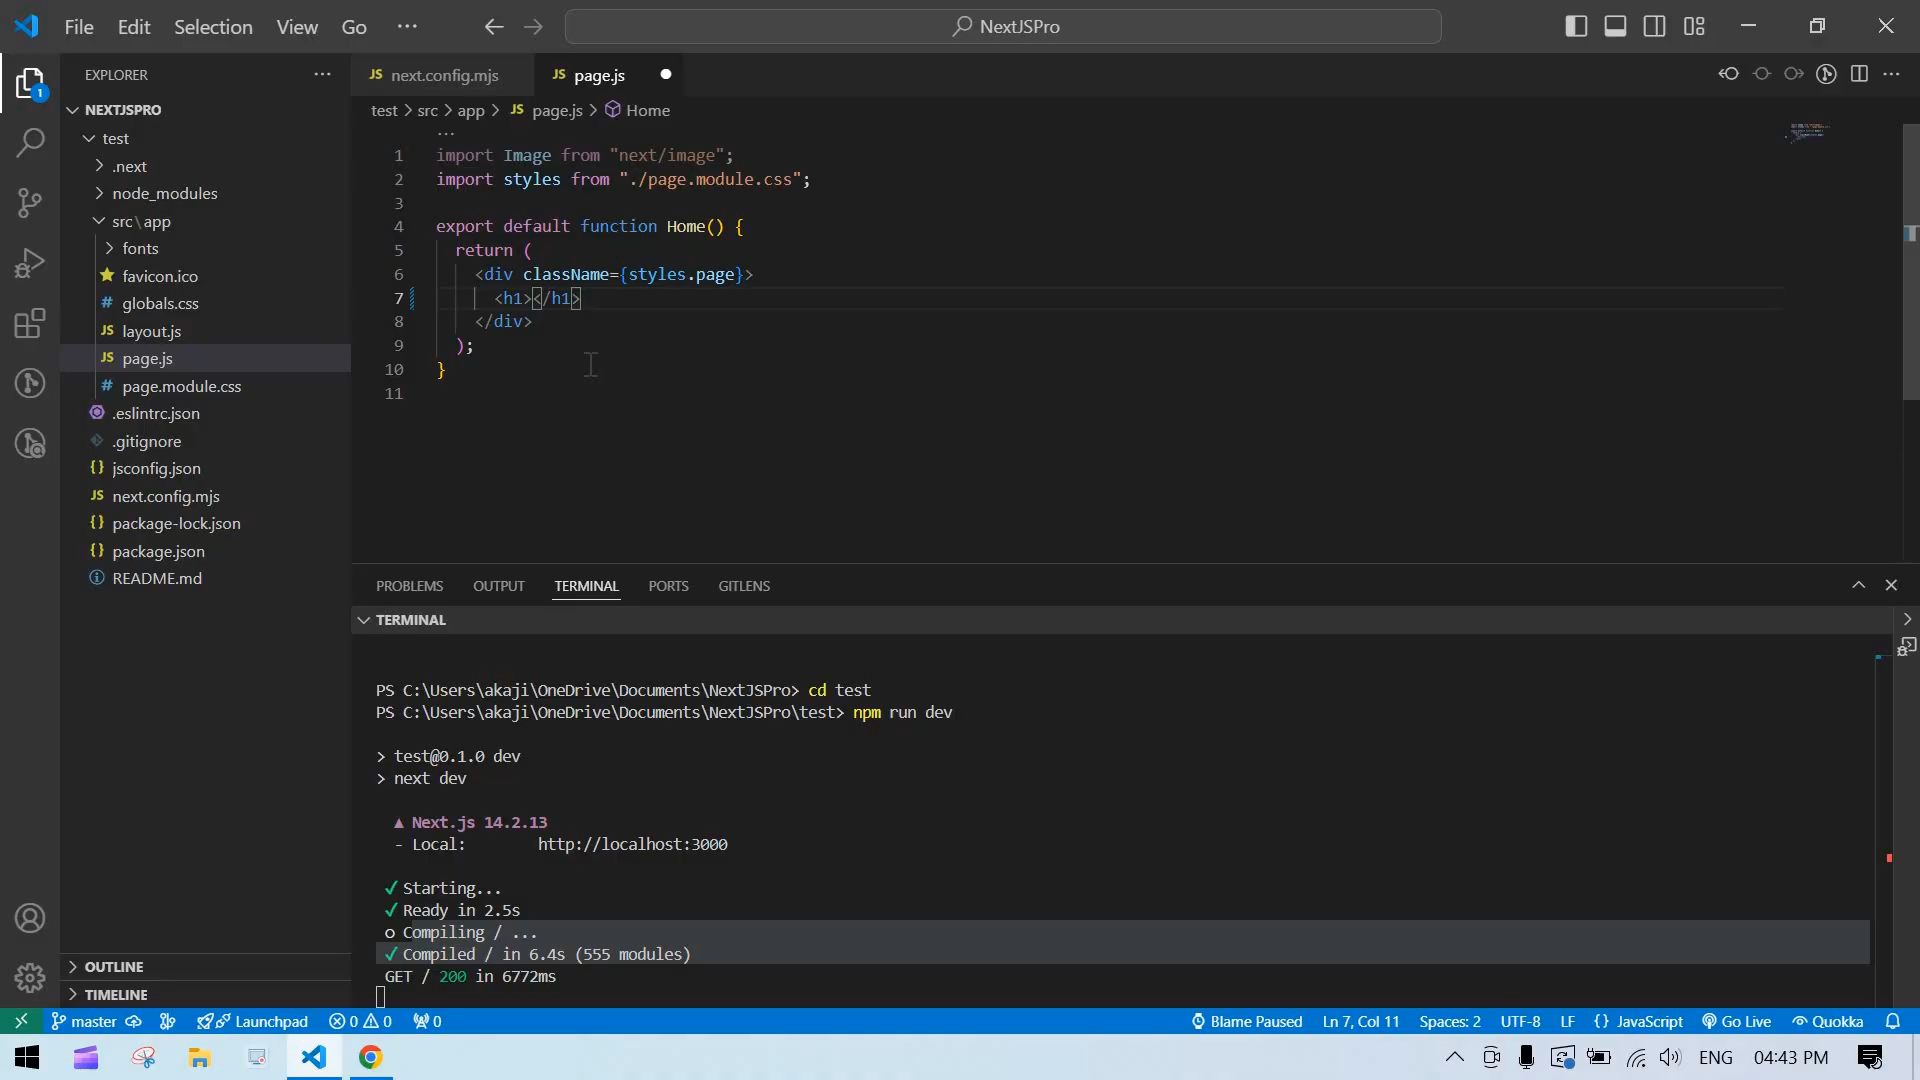 File Edit Selection View Go ···
NextJSPro
EXPLORER
NEXTJSPRO
test
.next
node_modules
src\app
fonts
favicon.ico
globals.css
layout.js
page.js
page.module.css
.eslintrc.json
.gitignore
jsconfig.json
next.config.mjs
package-lock.json
package.json
README.md
OUTLINE
TIMELINE
1
JS next.config.mjs
JS page.js
test > src > app > JS page.js > Home
1 import Image from "next/image";
2 import styles from "./page.module.css";
3
4 export default function Home() {
5 return (
6 <div className={styles.page}>
7 <h1></h1>
8 </div>
9 );
10 }
11
PROBLEMS OUTPUT TERMINAL PORTS GITLENS
TERMINAL
PS C:\Users\akaji\OneDrive\Documents\NextJSPro> cd test
PS C:\Users\akaji\OneDrive\Documents\NextJSPro\test> npm run dev
> test@0.1.0 dev
> next dev
▲ Next.js 14.2.13
- Local: http://localhost:3000
✓ Starting...
✓ Ready in 2.5s
○ Compiling / ...
✓ Compiled / in 6.4s (555 modules)
GET / 200 in 6772ms
master Launchpad 0 0 0 Blame Paused Ln 7, Col 11 Spaces: 2 UTF-8 LF {} JavaScript Go Live Quokka
ENG 04:43 PM